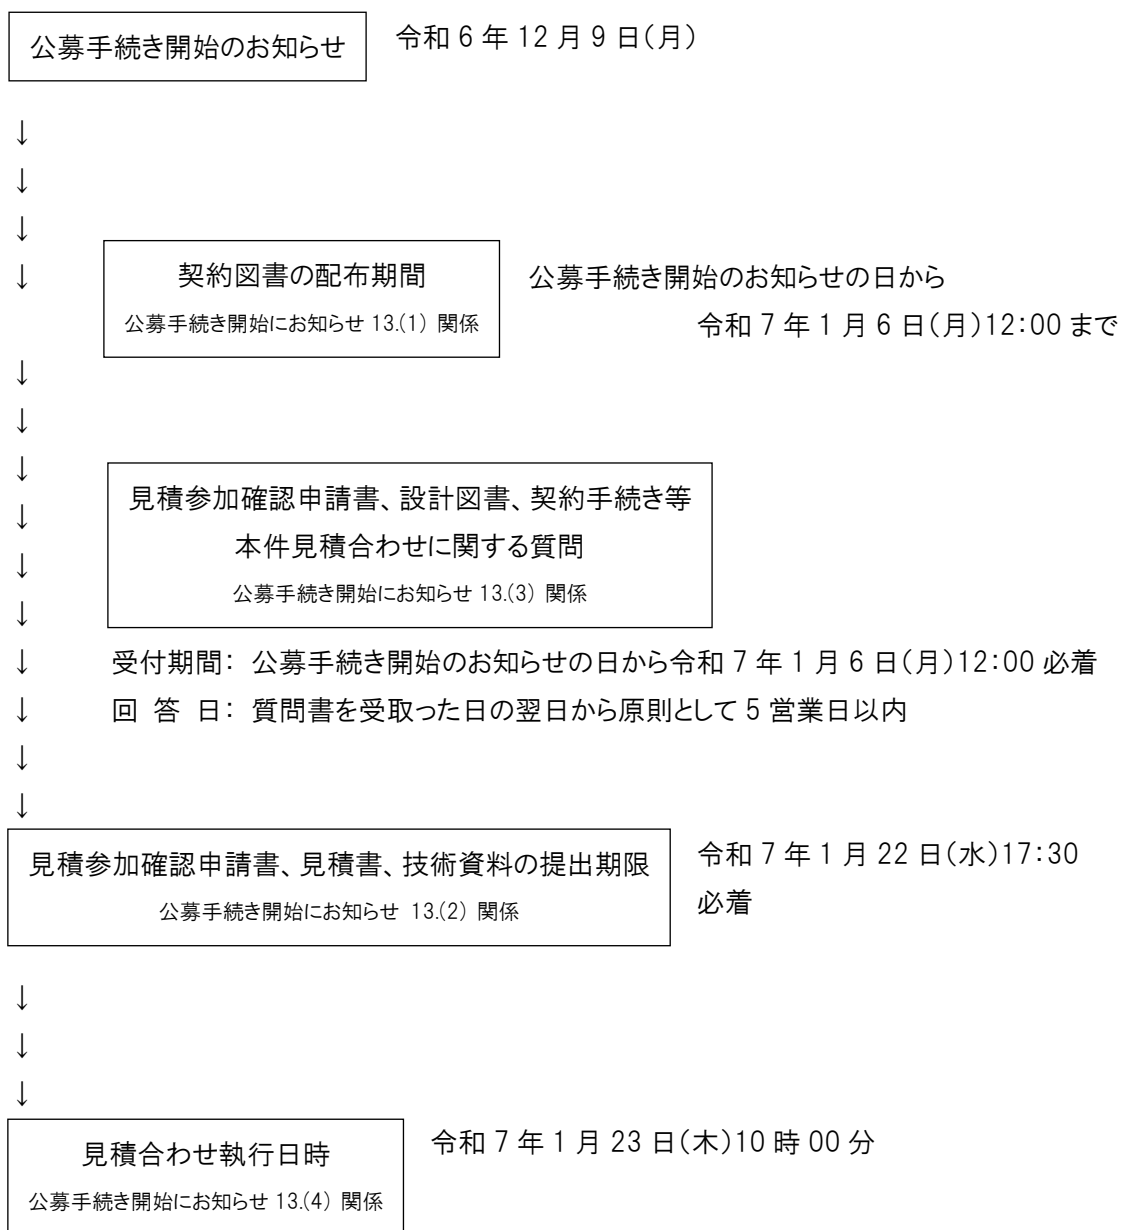 公募手続き開始のお知らせ 令和 6 年 12 月 9 日(月)
↓
↓
↓
↓ 契約図書の配布期間 公募手続き開始のお知らせの日から
公募手続き開始にお知らせ 13.(1) 関係 令和 7 年 1 月 6 日(月)12:00 まで
↓
↓
↓
見積参加確認申請書、設計図書、契約手続き等
↓
本件見積合わせに関する質問
↓
公募手続き開始にお知らせ 13.(3) 関係
↓
↓ 受付期間: 公募手続き開始のお知らせの日から令和 7 年 1 月 6 日(月)12:00 必着
↓ 回 答 日: 質問書を受取った日の翌日から原則として 5 営業日以内
↓
↓
見積参加確認申請書、見積書、技術資料の提出期限 令和 7 年 1 月 22 日(水)17:30
公募手続き開始にお知らせ 13.(2) 関係 必着
↓
↓
↓
見積合わせ執行日時 令和 7 年 1 月 23 日(木)10 時 00 分
公募手続き開始にお知らせ 13.(4) 関係